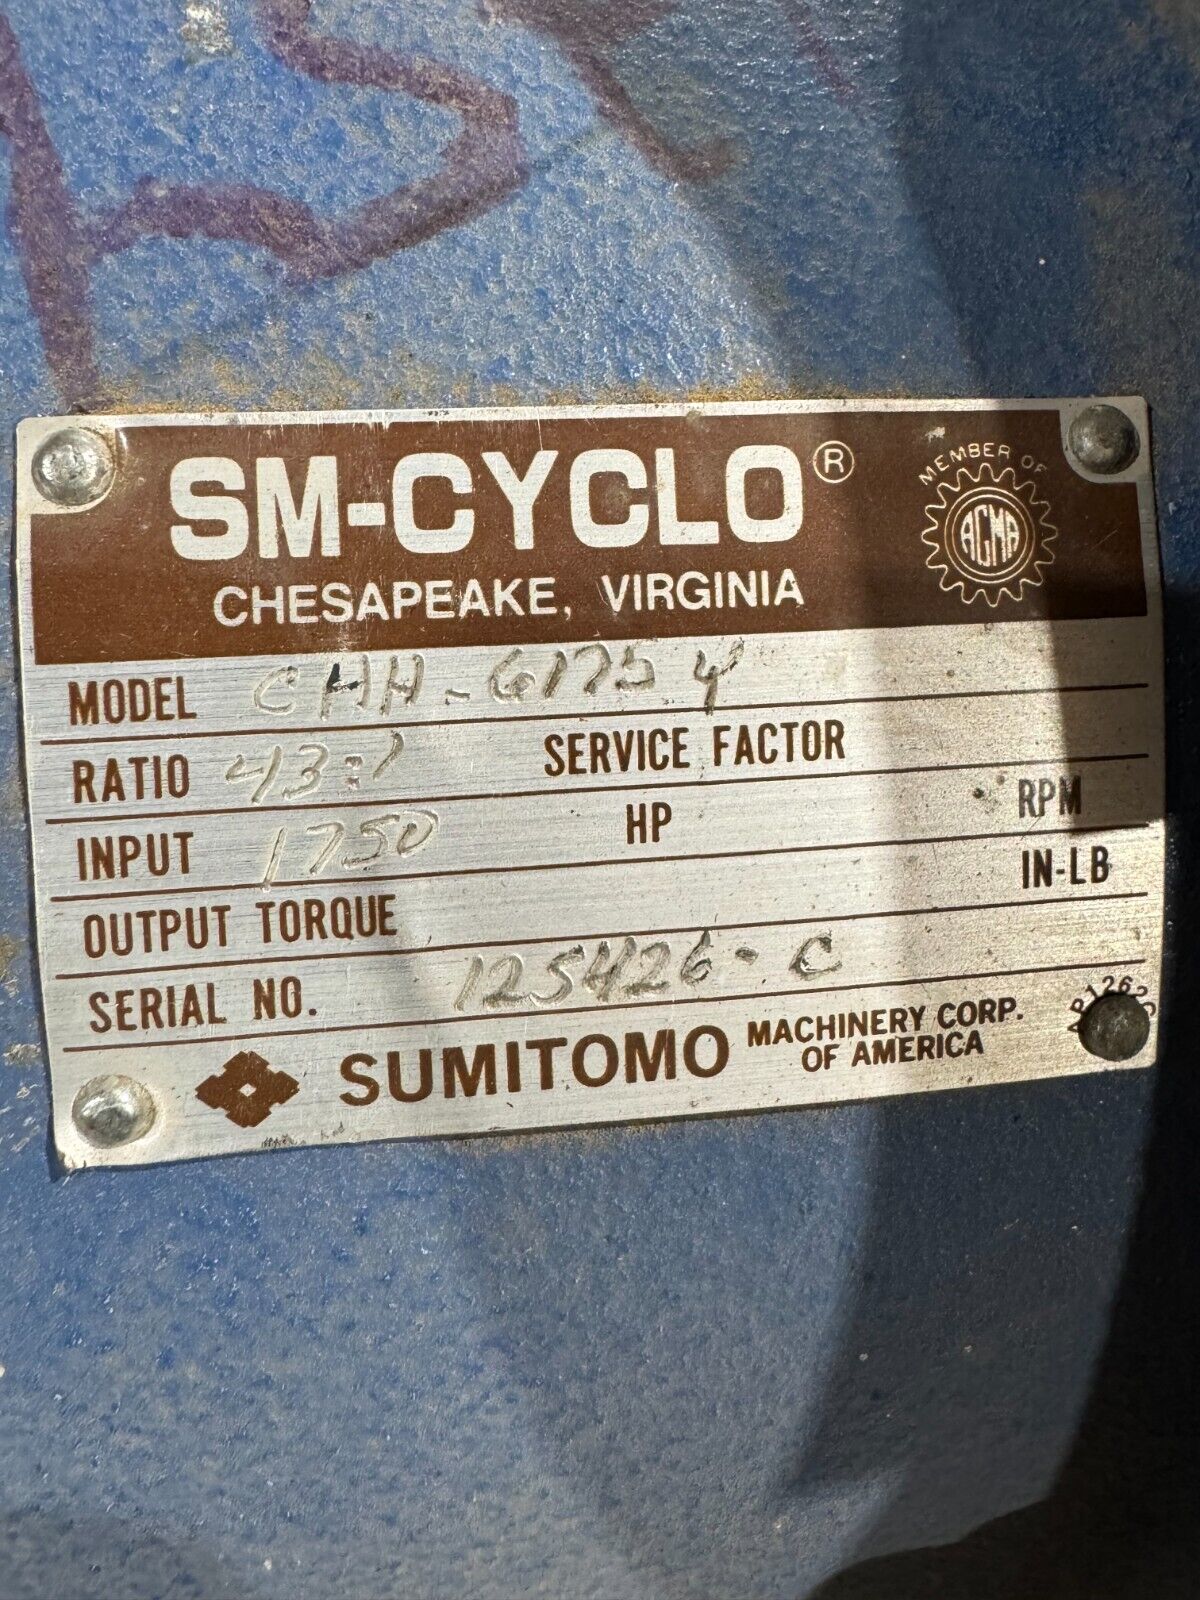 SM-CYCLO®
CHESAPEAKE, VIRGINIA
MEMBER OF
AGMA
MODEL CHH-6175Y
RATIO 43:1 SERVICE FACTOR
INPUT 1750 HP RPM
OUTPUT TORQUE IN-LB
SERIAL NO. 125426-C
SUMITOMO MACHINERY CORP.
OF AMERICA